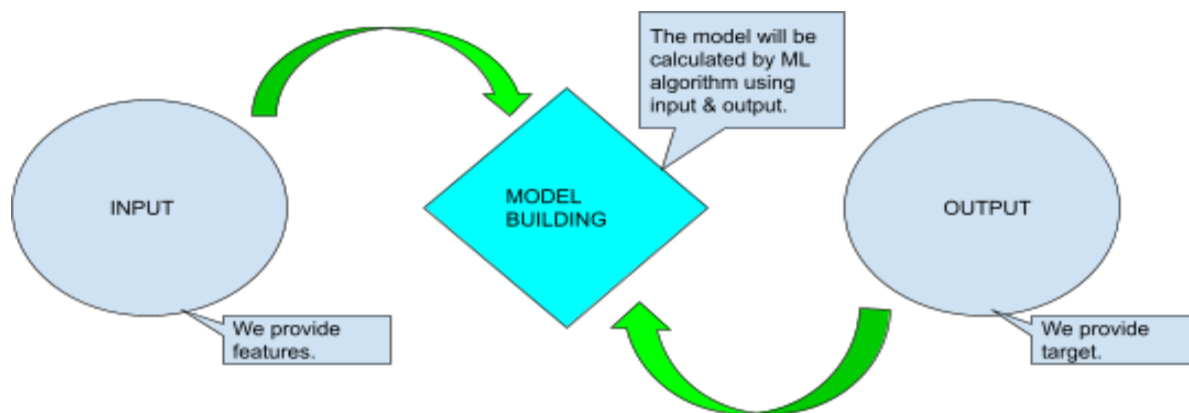 The model will be
calculated by ML
algorithm using
input & output.
INPUT
MODEL
BUILDING
OUTPUT
We provide
features.
We provide
target.